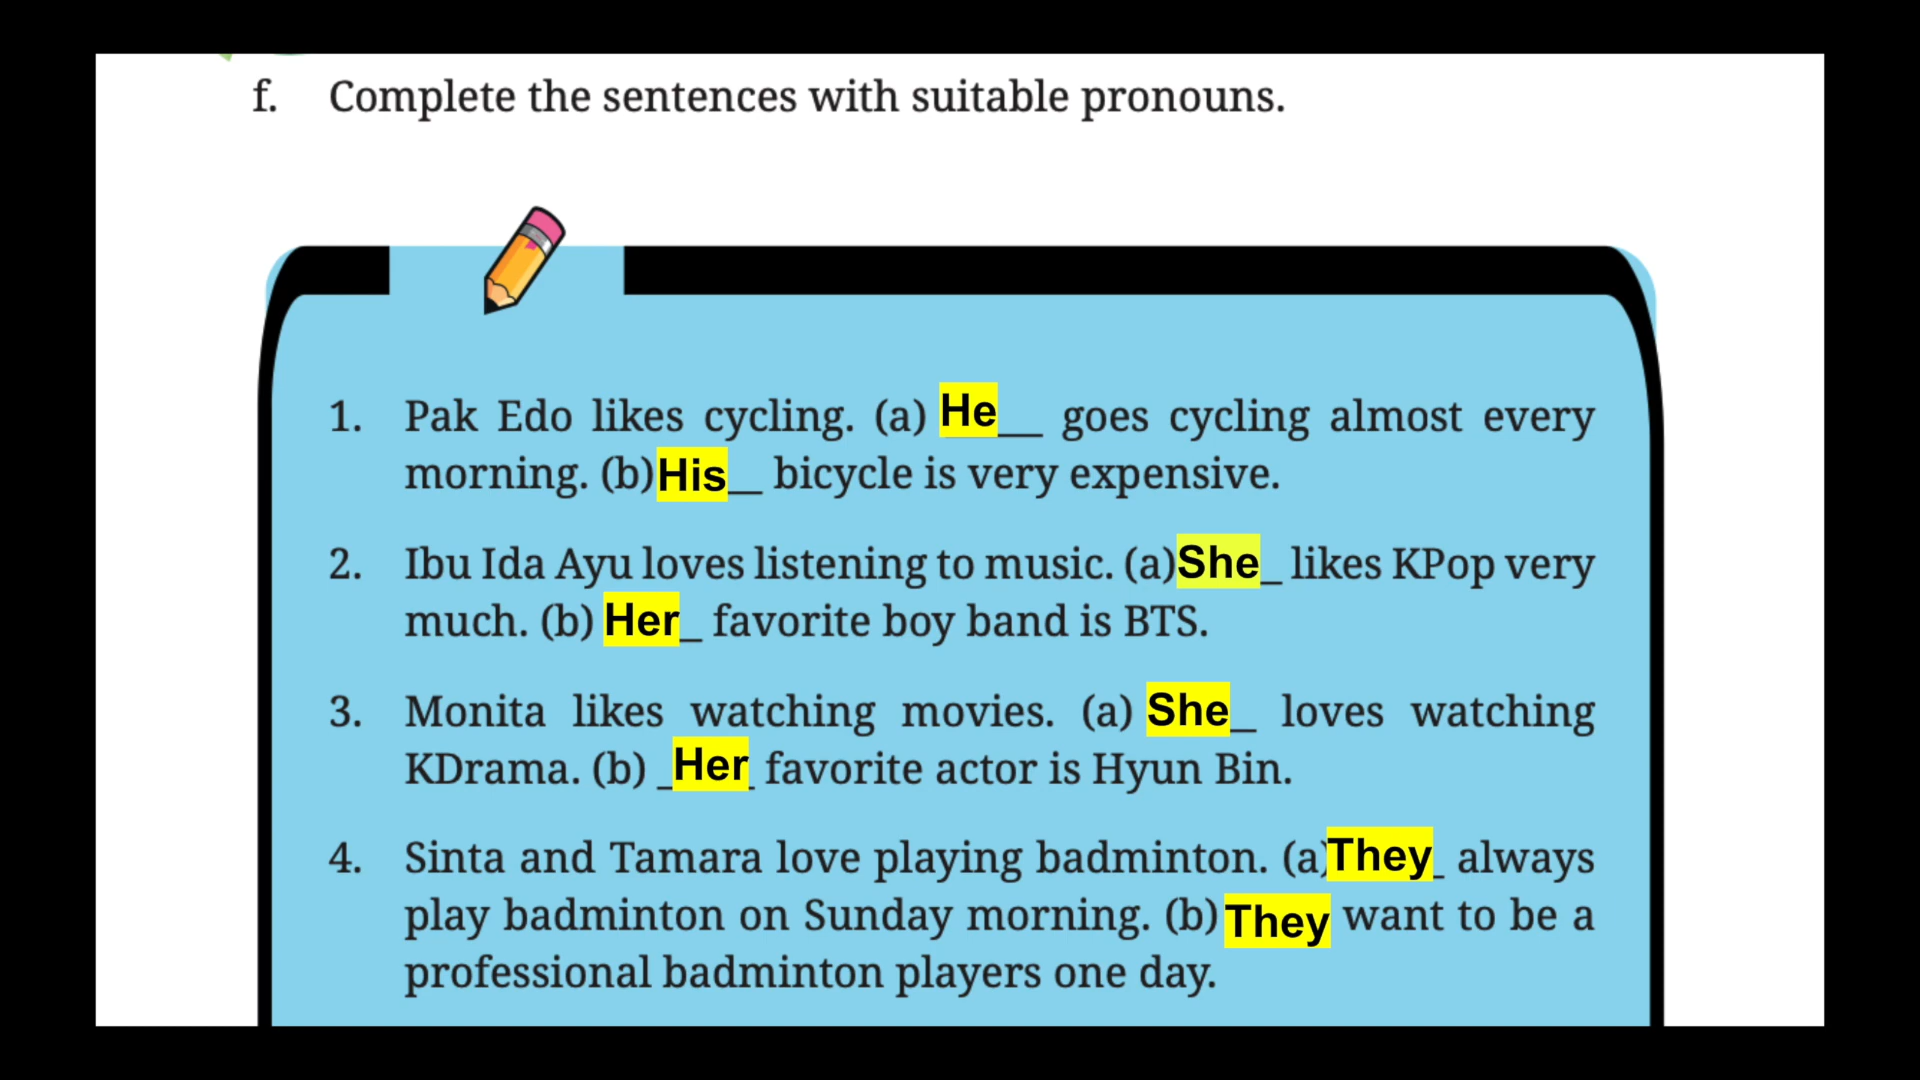 f. Complete the sentences with suitable pronouns.
1. Pak Edo likes cycling. (a) He__ goes cycling almost every
morning. (b) His__ bicycle is very expensive.
2. Ibu Ida Ayu loves listening to music. (a) She_ likes KPop very
much. (b) Her_ favorite boy band is BTS.
3. Monita likes watching movies. (a) She_ loves watching
KDrama. (b) _Her_ favorite actor is Hyun Bin.
4. Sinta and Tamara love playing badminton. (a) They_ always
play badminton on Sunday morning. (b) They want to be a
professional badminton players one day.